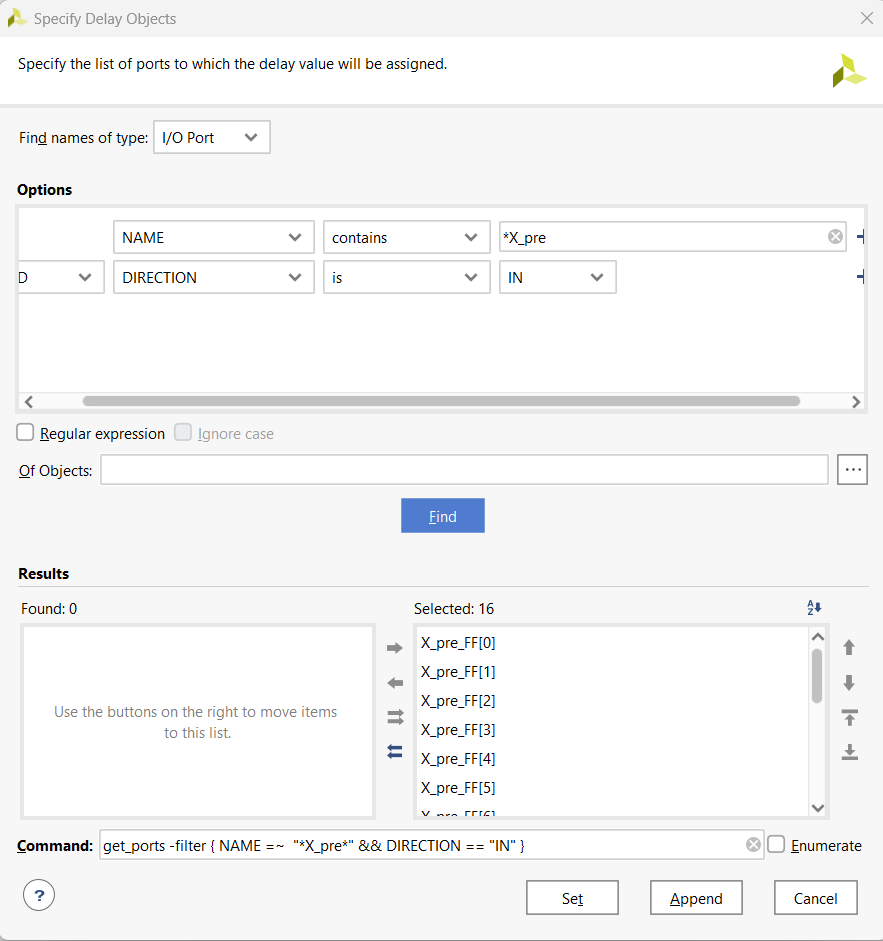 Specify Delay Objects
Specify the list of ports to which the delay value will be assigned.
Find names of type: I/O Port
Options
NAME contains *X_pre
D DIRECTION is IN
Regular expression Ignore case
Of Objects: ...
Find
Results
Found: 0 Selected: 16
X_pre_FF[0]
X_pre_FF[1]
X_pre_FF[2]
X_pre_FF[3]
X_pre_FF[4]
X_pre_FF[5]
X_pre_FF[6]
Use the buttons on the right to move items
to this list.
Command: get_ports -filter { NAME =~ "*X_pre*" && DIRECTION == "IN" } Enumerate
? Set Append Cancel